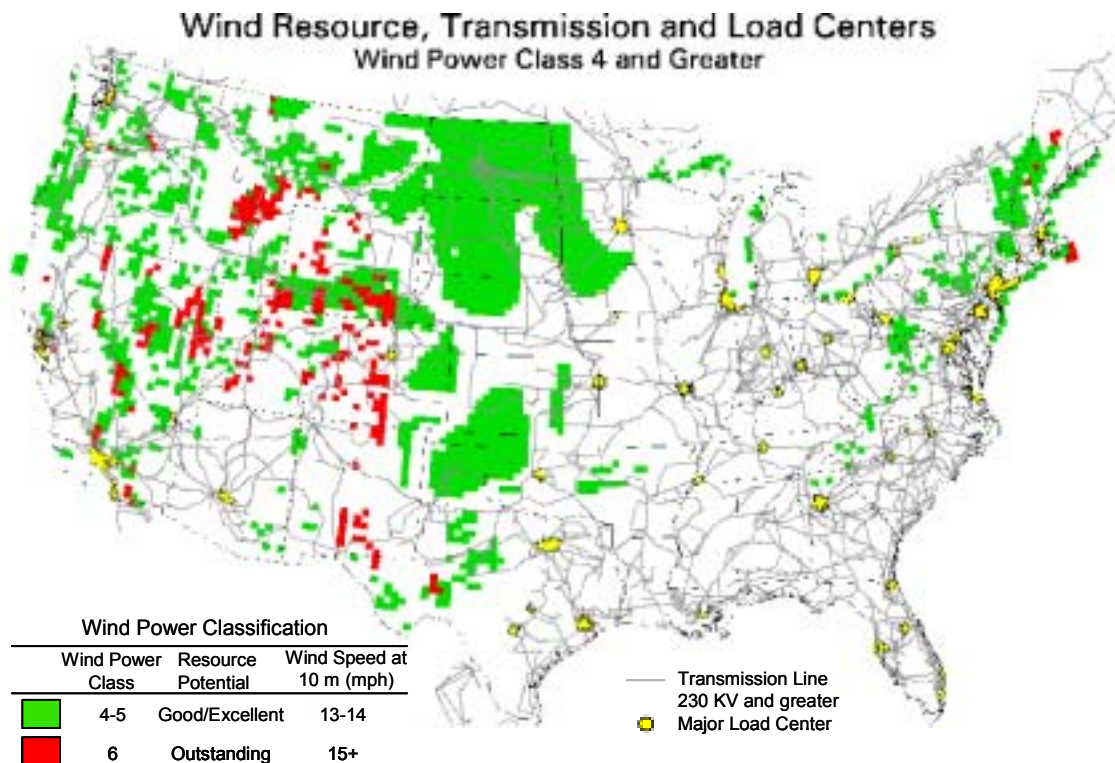 Wind Resource, Transmission and Load Centers
Wind Power Class 4 and Greater
Wind Power Classification
Wind Power Class Resource Potential Wind Speed at 10 m (mph)
4-5 Good/Excellent 13-14
6 Outstanding 15+
Transmission Line
230 KV and greater
Major Load Center